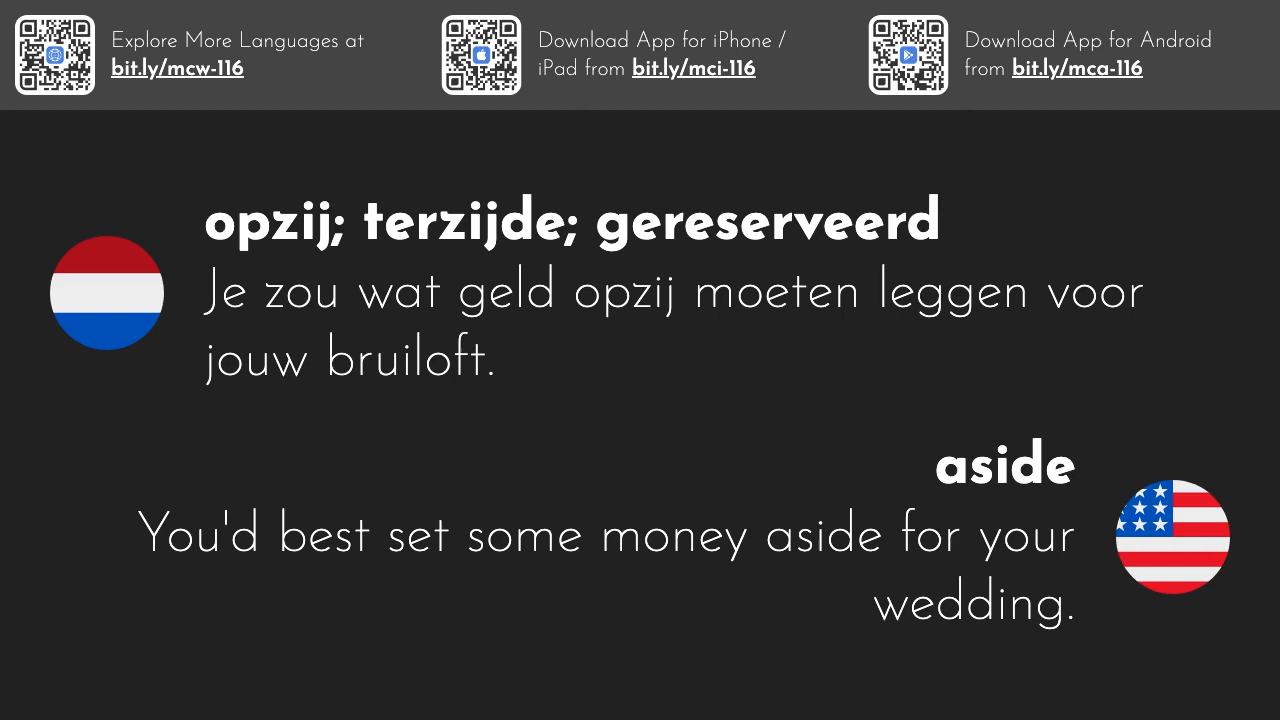 Explore More Languages at
bit.ly/mcw-116
Download App for iPhone /
iPad from bit.ly/mci-116
Download App for Android
from bit.ly/mca-116
opzij; terzijde; gereserveerd
Je zou wat geld opzij moeten leggen voor
jouw bruiloft.
aside
You'd best set some money aside for your
wedding.